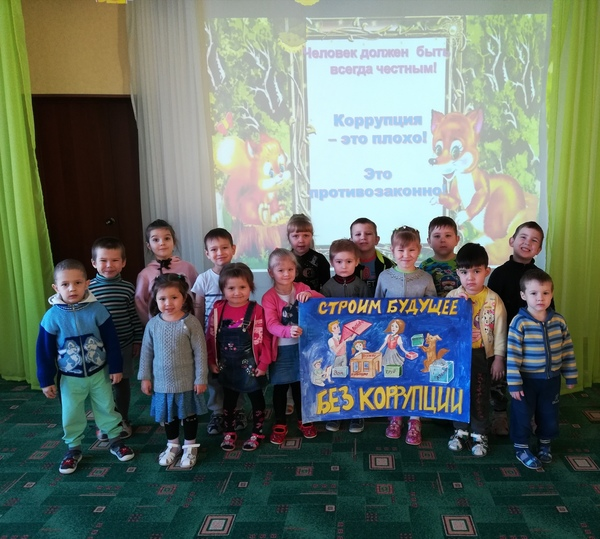 Человек должен быть
всегда честным!
Коррупция
– это плохо!
Это
противозаконно
СТРОИМ БУДУЩЕЕ
БЕЗ КОРРУПЦИИ